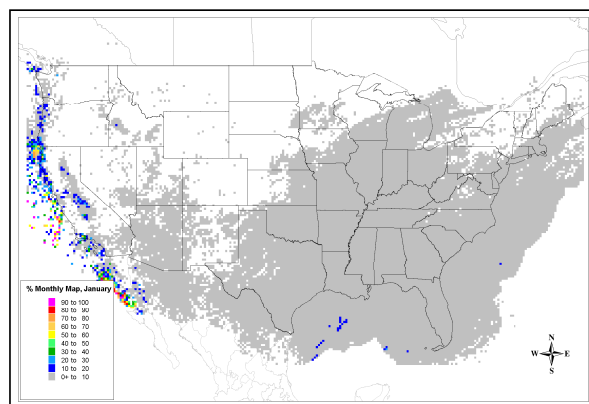 % Monthly Map, January
90 to 100
80 to 90
70 to 80
60 to 70
50 to 60
40 to 50
30 to 40
20 to 30
10 to 20
0+ to 10
N
W E
S